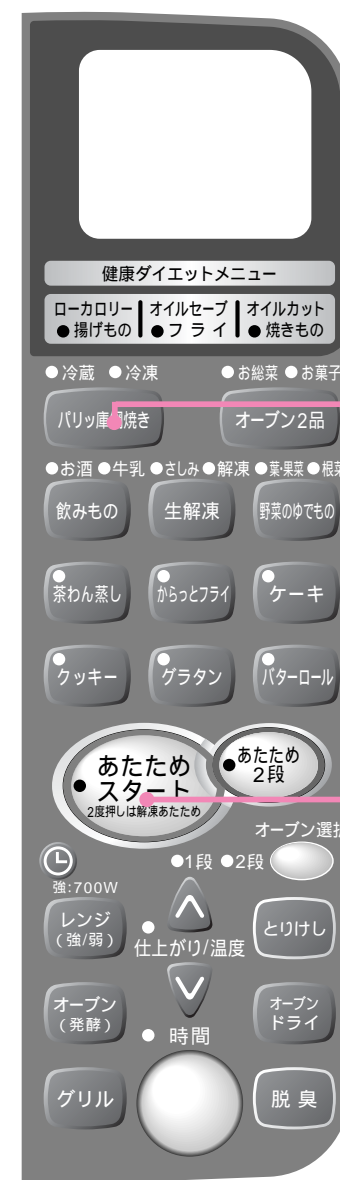 健康ダイエットメニュー
ローカロリー オイルセーブ オイルカット
●揚げもの ●フライ ●焼きもの
●冷蔵 ●冷凍 ●お総菜 ●お菓子
オーブン2品
●お酒 ●牛乳 ●さしみ ●解凍 ●葉・果菜 ●根菜
飲みもの 生解凍 野菜のゆでもの
茶わん蒸し からっとフライ ケーキ
クッキー グラタン バターロール
あたため
スタート
2度押しは解凍あたため
あたため
2段
オーブン選択
●1段 ●2段
強:700W
レンジ
(強/弱)
仕上がり/温度
とりけし
オーブン
(発酵)
オーブン
ドライ
時間
グリル
脱臭